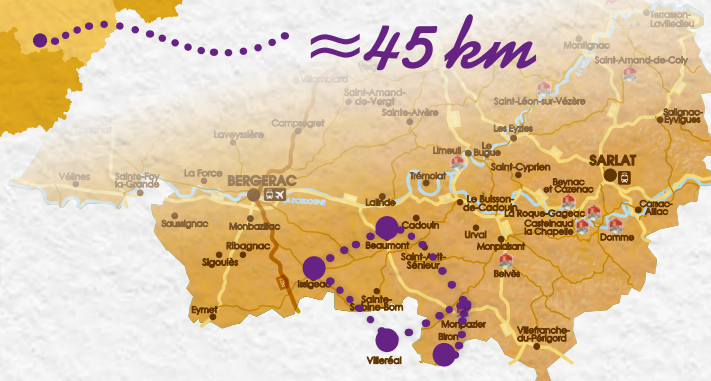 ≈45 km
Terrasson-
Lavilledieu
Montignac
Saint-Amand-de-Coly
Villamblard
Saint-Amand-
de-Vergt
Saint-Léon-sur-Vézère
Sainte-Alvère
Salignac-
Eyvigues
Campsegret
Laveyssière
Les Eyzies
Limeuil
Le
Bugue
SARLAT
Saint-Cyprien
Vélines
Sainte-Foy
la-Grande
La Force
BERGERAC
Trémolat
Beynac
et Cazenac
Lalinde
Le Buisson-
de-Cadouin
La Roque-Gageac
Carsac-
Aillac
Saussignac
Monbazillac
Cadouin
Castelnaud
la Chapelle
Domme
Urval
Beaumont
Monplaisant
Ribagnac
Sigoulès
Saint-Avit-
Sénieur
Belvès
Issigeac
Sainte-
Sabine-Born
Eymet
Monpazier
Biron
Villefranche-
du-Périgord
Villeréal